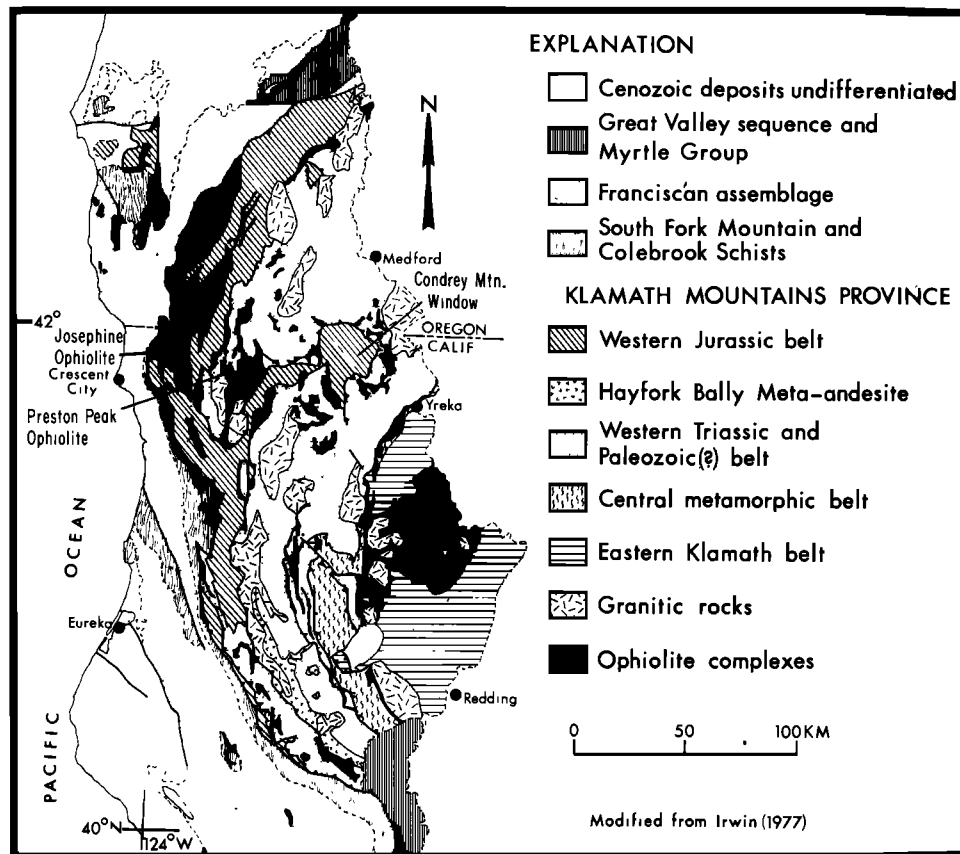 EXPLANATION
Cenozoic deposits undifferentiated
Great Valley sequence and
Myrtle Group
Franciscan assemblage
South Fork Mountain and
Colebrook Schists
KLAMATH MOUNTAINS PROVINCE
Western Jurassic belt
Hayfork Bally Meta-andesite
Western Triassic and
Paleozoic(?) belt
Central metamorphic belt
Eastern Klamath belt
Granitic rocks
Ophiolite complexes
0 50 100 KM
Modified from Irwin (1977)
N
Medford
Condrey Mtn.
Window
42°
OREGON
CALIF
Josephine
Ophiolite
Crescent
City
Preston Peak
Ophiolite
Yreka
PACIFIC OCEAN
Eureka
Redding
40°N
124°W